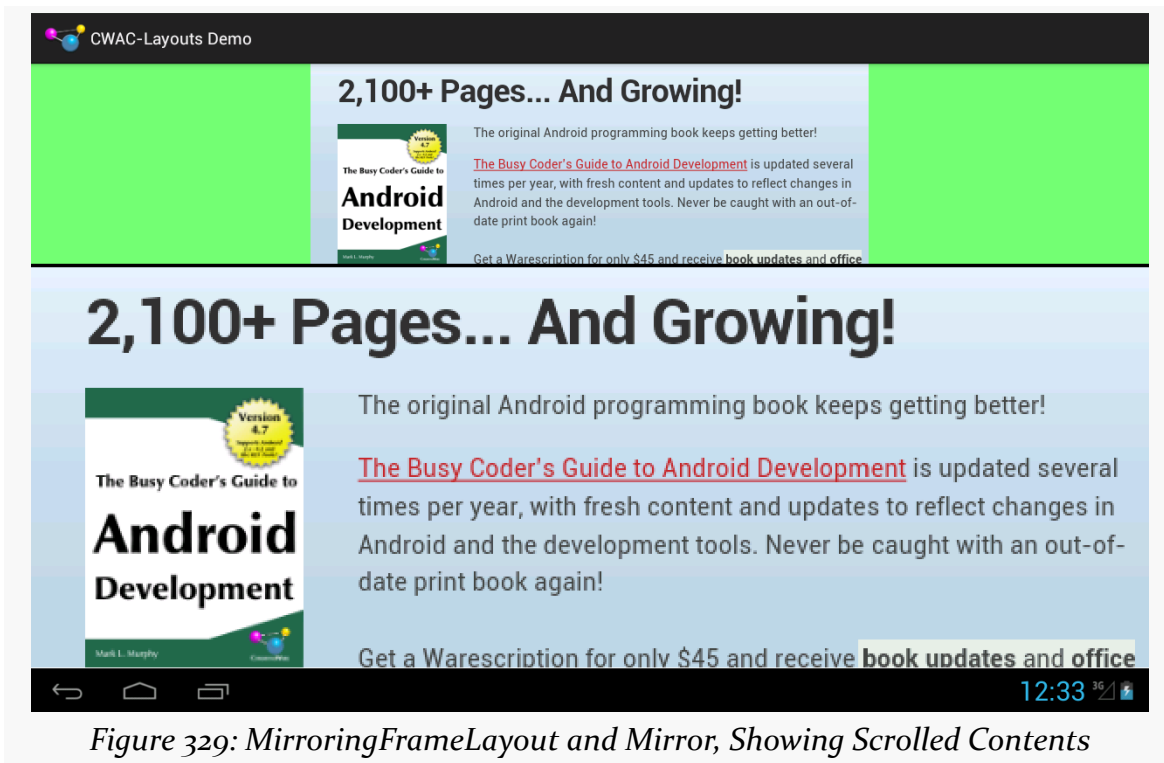 CWAC-Layouts Demo
2,100+ Pages... And Growing!
The original Android programming book keeps getting better!
Version
4.7
The Busy Coder's Guide to
Android
Development
Mark L. Murphy
The Busy Coder's Guide to Android Development is updated several
times per year, with fresh content and updates to reflect changes in
Android and the development tools. Never be caught with an out-of-
date print book again!
Get a Warescription for only $45 and receive book updates and office
2,100+ Pages... And Growing!
Version
4.7
The Busy Coder's Guide to
Android
Development
Mark L. Murphy
CommonsWare
The original Android programming book keeps getting better!
The Busy Coder's Guide to Android Development is updated several
times per year, with fresh content and updates to reflect changes in
Android and the development tools. Never be caught with an out-of-
date print book again!
Get a Warescription for only $45 and receive book updates and office
12:33 3G
Figure 329: MirroringFrameLayout and Mirror, Showing Scrolled Contents